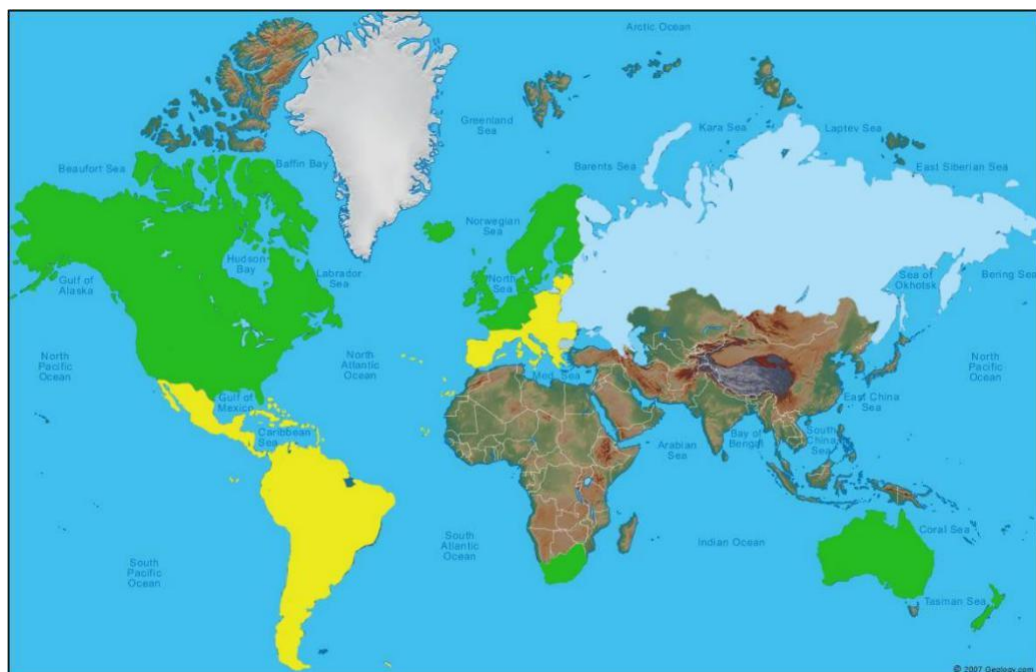 Arctic Ocean
Greenland
Sea
Kara Sea
Laptev Sea
Beaufort Sea
Baffin Bay
Barents Sea
East Siberian Sea
Norwegian
Sea
Hudson
Bay
Gulf of
Alaska
Labrador
Sea
North
Sea
Sea of
Okhotsk
Bering Sea
North
Pacific
Ocean
North
Atlantic
Ocean
Med. Sea
North
Pacific
Ocean
Gulf of
Mexico
East China
Sea
Caribbean
Sea
Arabian
Sea
Bay of
Bengal
South
China
Sea
South
Atlantic
Ocean
Indian Ocean
Coral Sea
South
Pacific
Ocean
Tasman Sea
© 2007 Geology.com